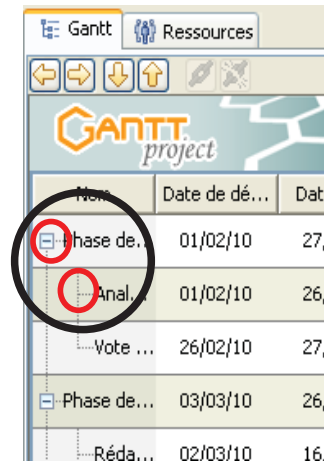 Gantt Ressources
GANTT
project
Nom Date de dé... Dat
Phase de... 01/02/10 27,
Anal... 01/02/10 26,
Vote ... 26/02/10 27,
Phase de... 03/03/10 26,
Réda... 02/03/10 16,